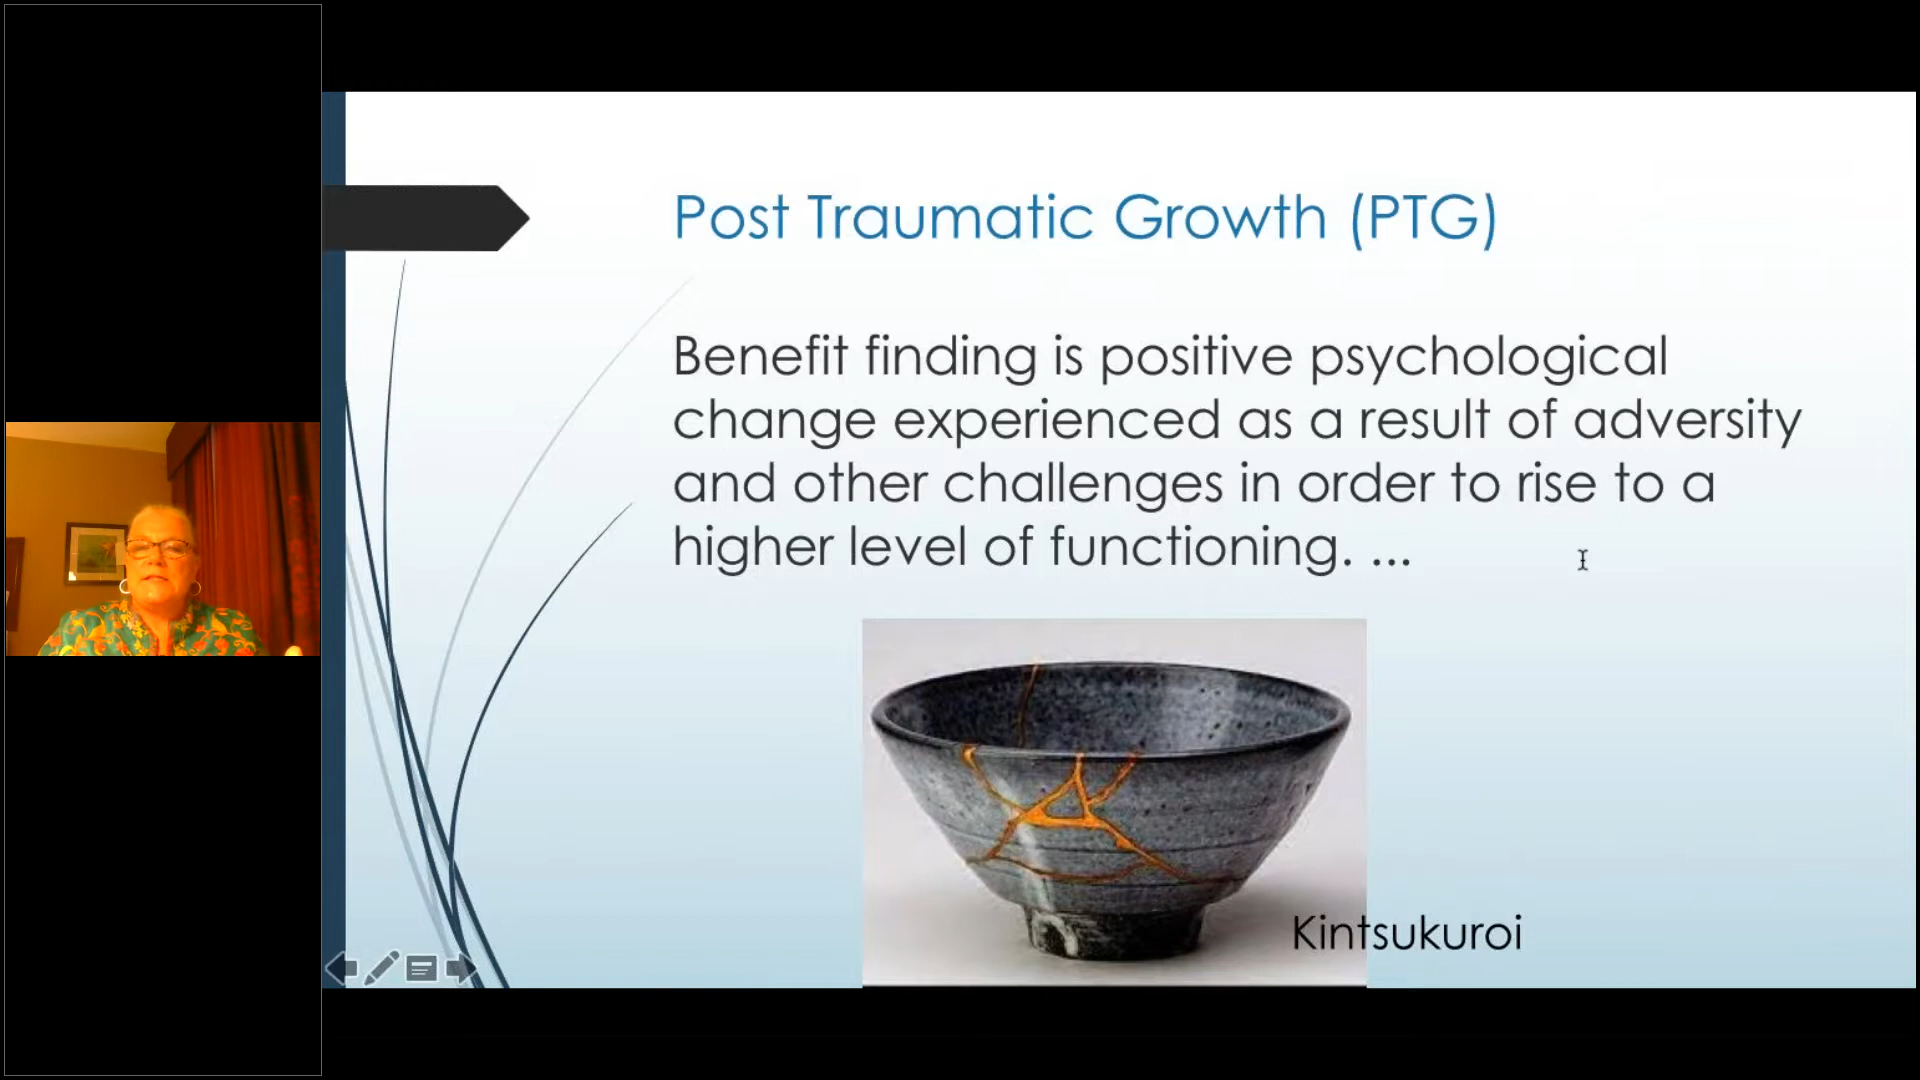 Post Traumatic Growth (PTG)
Benefit finding is positive psychological
change experienced as a result of adversity
and other challenges in order to rise to a
higher level of functioning. ...
Kintsukuroi